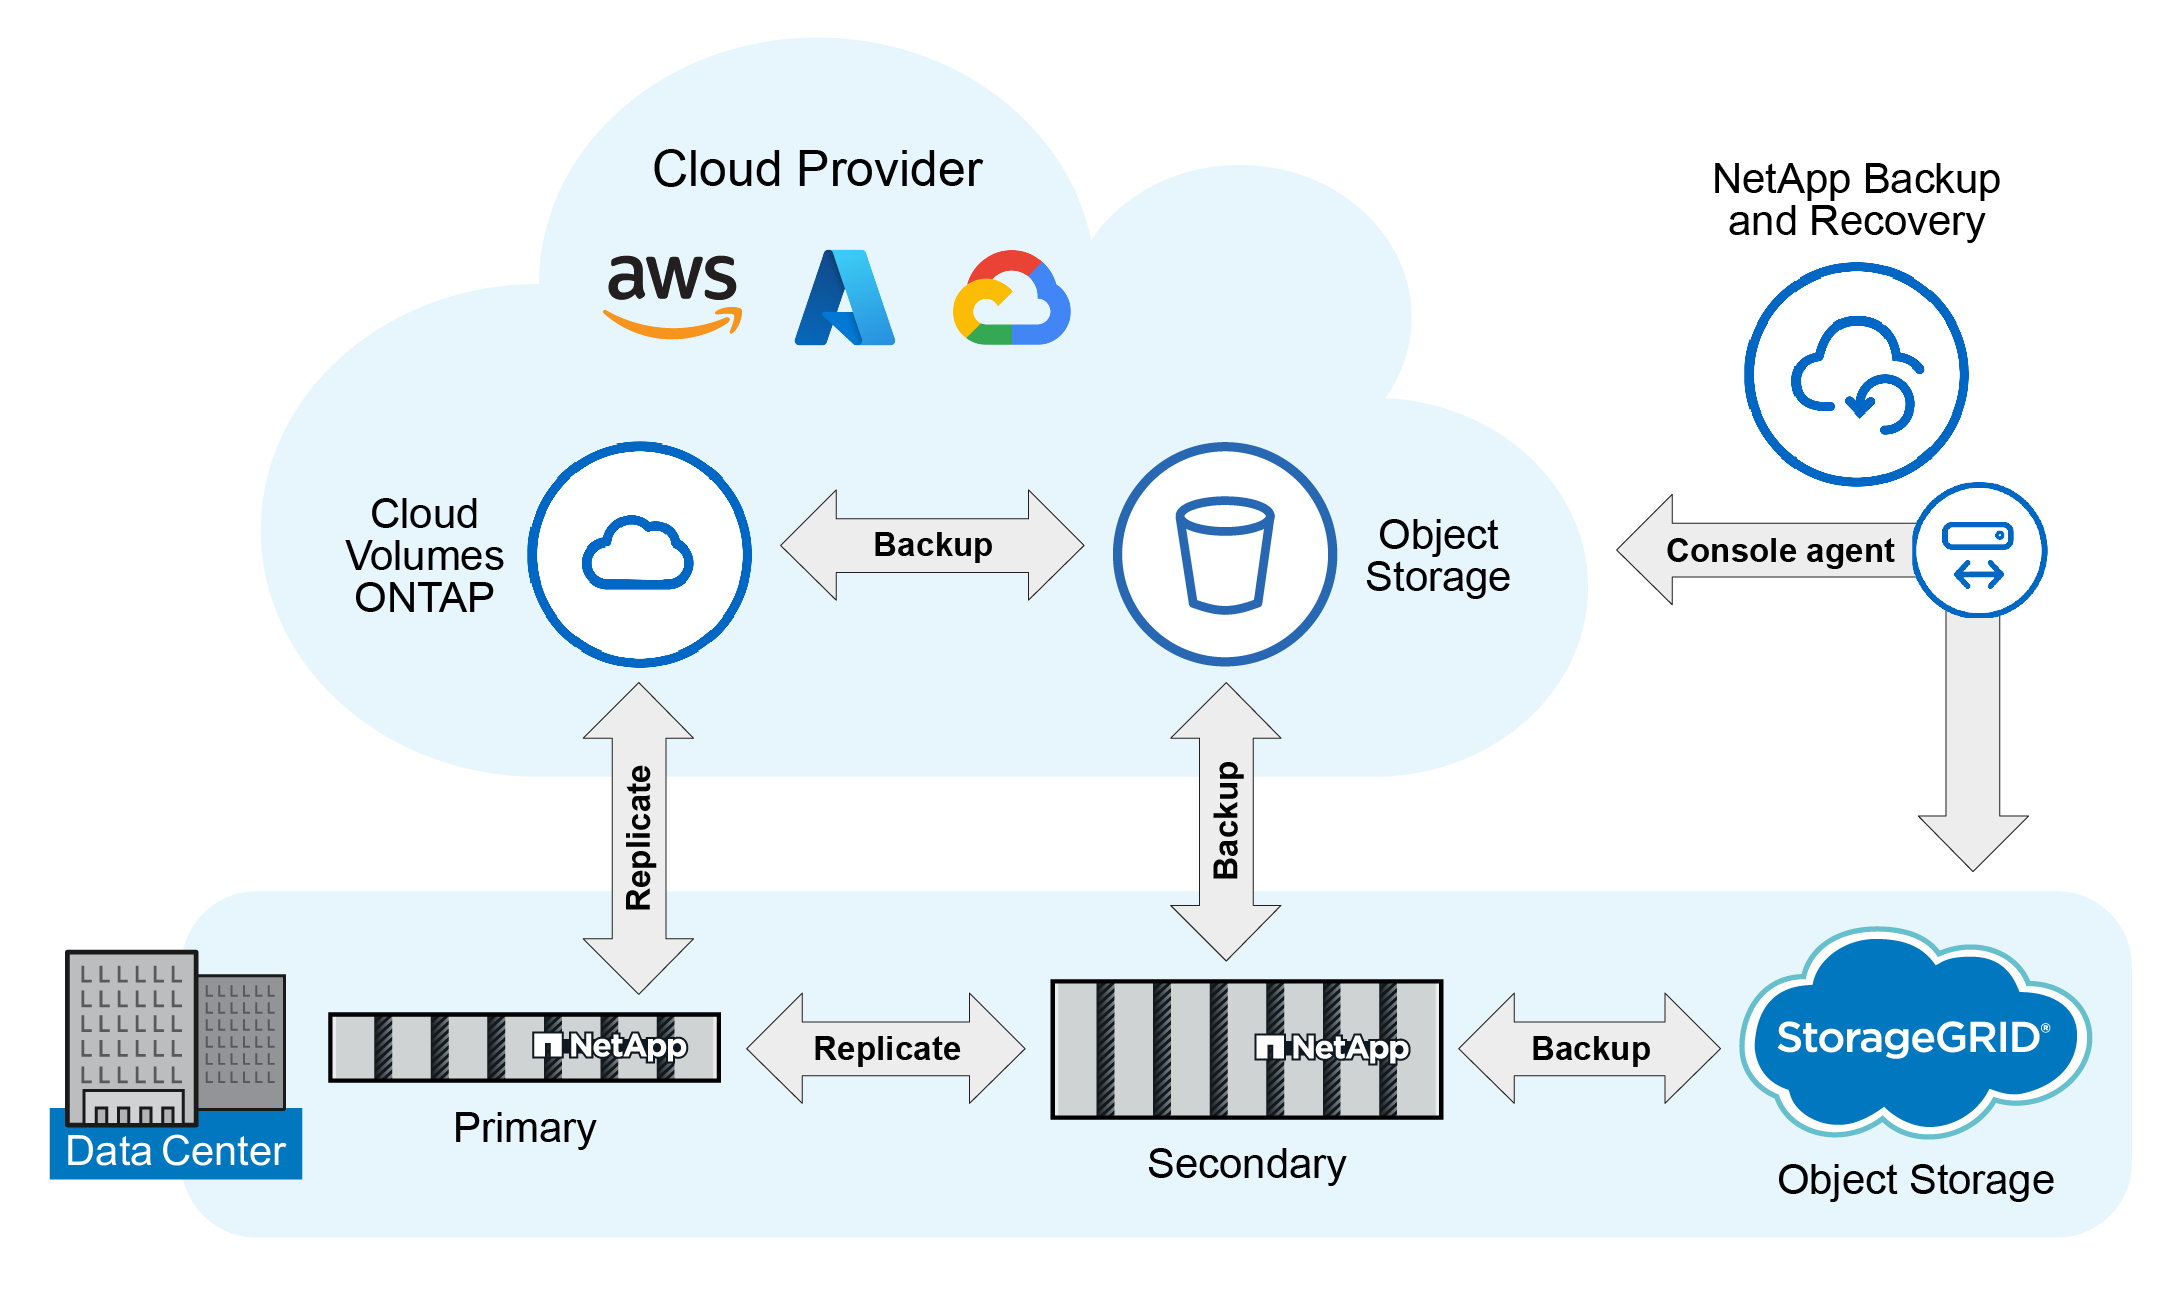 Cloud Provider
aws
NetApp Backup
and Recovery
Cloud
Volumes
ONTAP
Backup
Object
Storage
Console agent
Replicate
Backup
Data Center
NetApp
Primary
Replicate
NetApp
Secondary
Backup
StorageGRID®
Object Storage